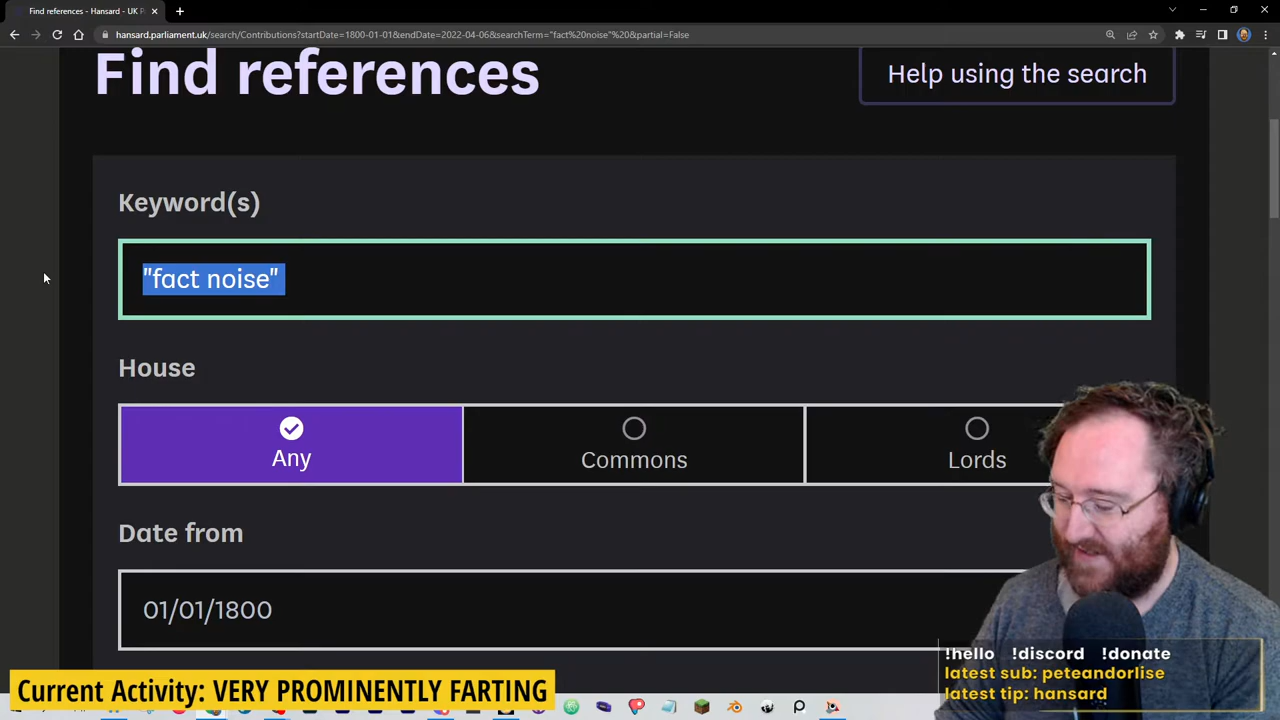 Find references - Hansard - UK P
hansard.parliament.uk/search/Contributions?startDate=1800-01-01&endDate=2022-04-06&searchTerm="fact%20noise"%20&partial=False
Find references
Help using the search
Keyword(s)
"fact noise"
House
Any
Commons
Lords
Date from
01/01/1800
!hello !discord !donate
latest sub: peteandorlise
latest tip: hansard
Current Activity: VERY PROMINENTLY FARTING